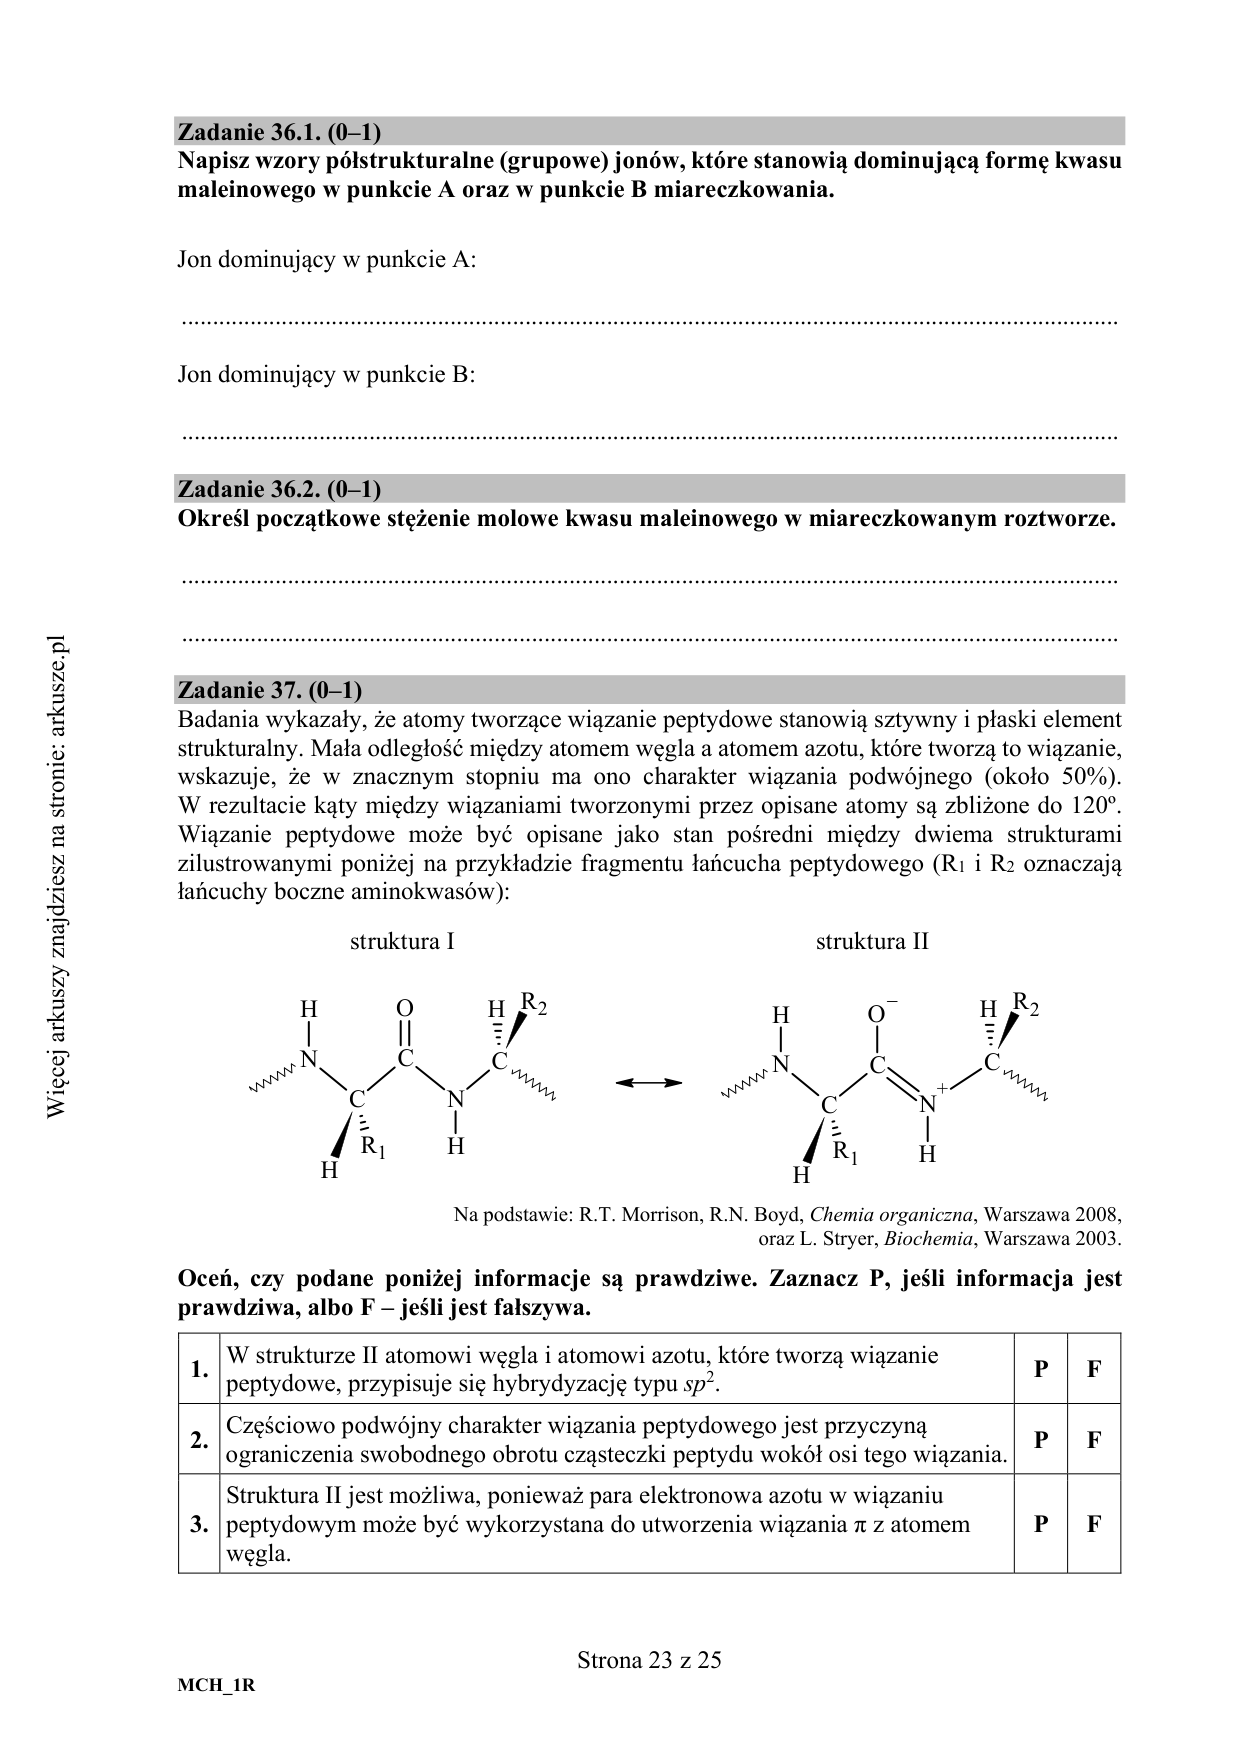 Zadanie 36.1. (0–1)
Napisz wzory półstrukturalne (grupowe) jonów, które stanowią dominującą formę kwasu
maleinowego w punkcie A oraz w punkcie B miareczkowania.
Jon dominujący w punkcie A:
....................................................................................................................................................
Jon dominujący w punkcie B:
....................................................................................................................................................
Zadanie 36.2. (0–1)
Określ początkowe stężenie molowe kwasu maleinowego w miareczkowanym roztworze.
....................................................................................................................................................
....................................................................................................................................................
Zadanie 37. (0–1)
Badania wykazały, że atomy tworzące wiązanie peptydowe stanowią sztywny i płaski element
strukturalny. Mała odległość między atomem węgla a atomem azotu, które tworzą to wiązanie,
wskazuje, że w znacznym stopniu ma ono charakter wiązania podwójnego (około 50%).
W rezultacie kąty między wiązaniami tworzonymi przez opisane atomy są zbliżone do 120º.
Wiązanie peptydowe może być opisane jako stan pośredni między dwiema strukturami
zilustrowanymi poniżej na przykładzie fragmentu łańcucha peptydowego (R1 i R2 oznaczają
łańcuchy boczne aminokwasów):
struktura I struktura II
H O H R2 H O– H R2
N C C N C C
C N C N+
R1 H R1 H
H H
Na podstawie: R.T. Morrison, R.N. Boyd, Chemia organiczna, Warszawa 2008,
oraz L. Stryer, Biochemia, Warszawa 2003.
Oceń, czy podane poniżej informacje są prawdziwe. Zaznacz P, jeśli informacja jest
prawdziwa, albo F – jeśli jest fałszywa.
1. W strukturze II atomowi węgla i atomowi azotu, które tworzą wiązanie
peptydowe, przypisuje się hybrydyzację typu sp². P F
2. Częściowo podwójny charakter wiązania peptydowego jest przyczyną
ograniczenia swobodnego obrotu cząsteczki peptydu wokół osi tego wiązania. P F
3. Struktura II jest możliwa, ponieważ para elektronowa azotu w wiązaniu
peptydowym może być wykorzystana do utworzenia wiązania π z atomem
węgla. P F
Strona 23 z 25
MCH_1R
Więcej arkuszy znajdziesz na stronie: arkusze.pl